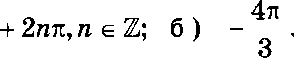 + 2nπ, n ∈ ℤ; б) −4π/3.